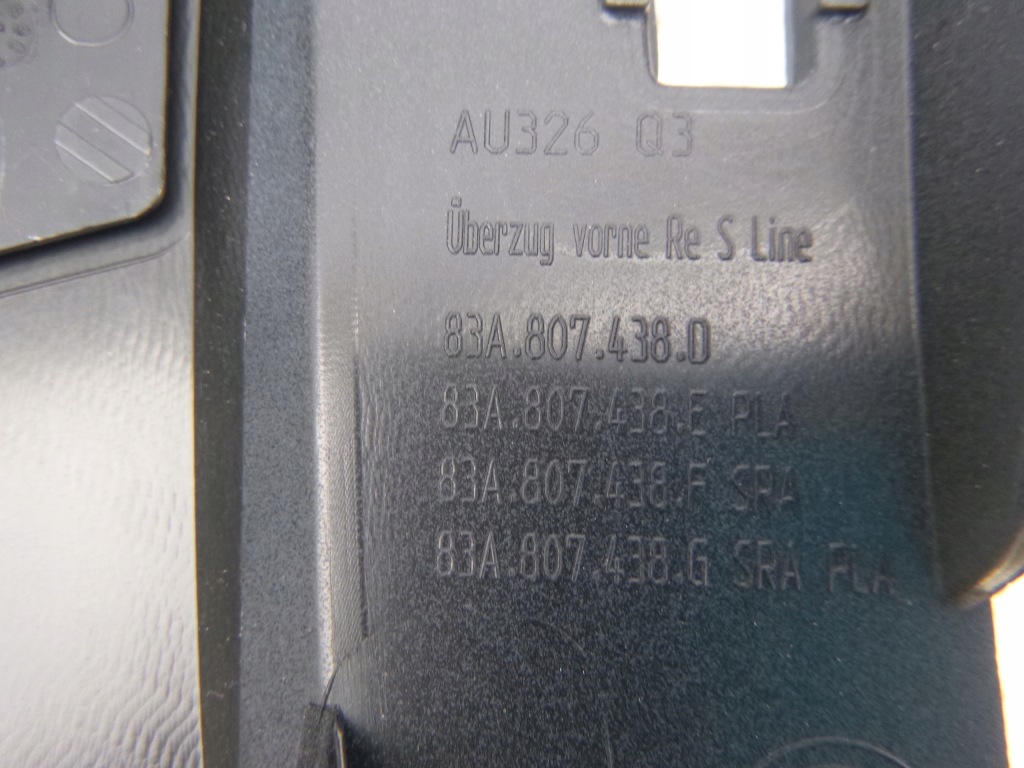 AU326 Q3
Überzug vorne Re S Line
83A.807.438.D
83A.807.438.E PLA
83A.807.438.F SRA
83A.807.438.G SRA PLA